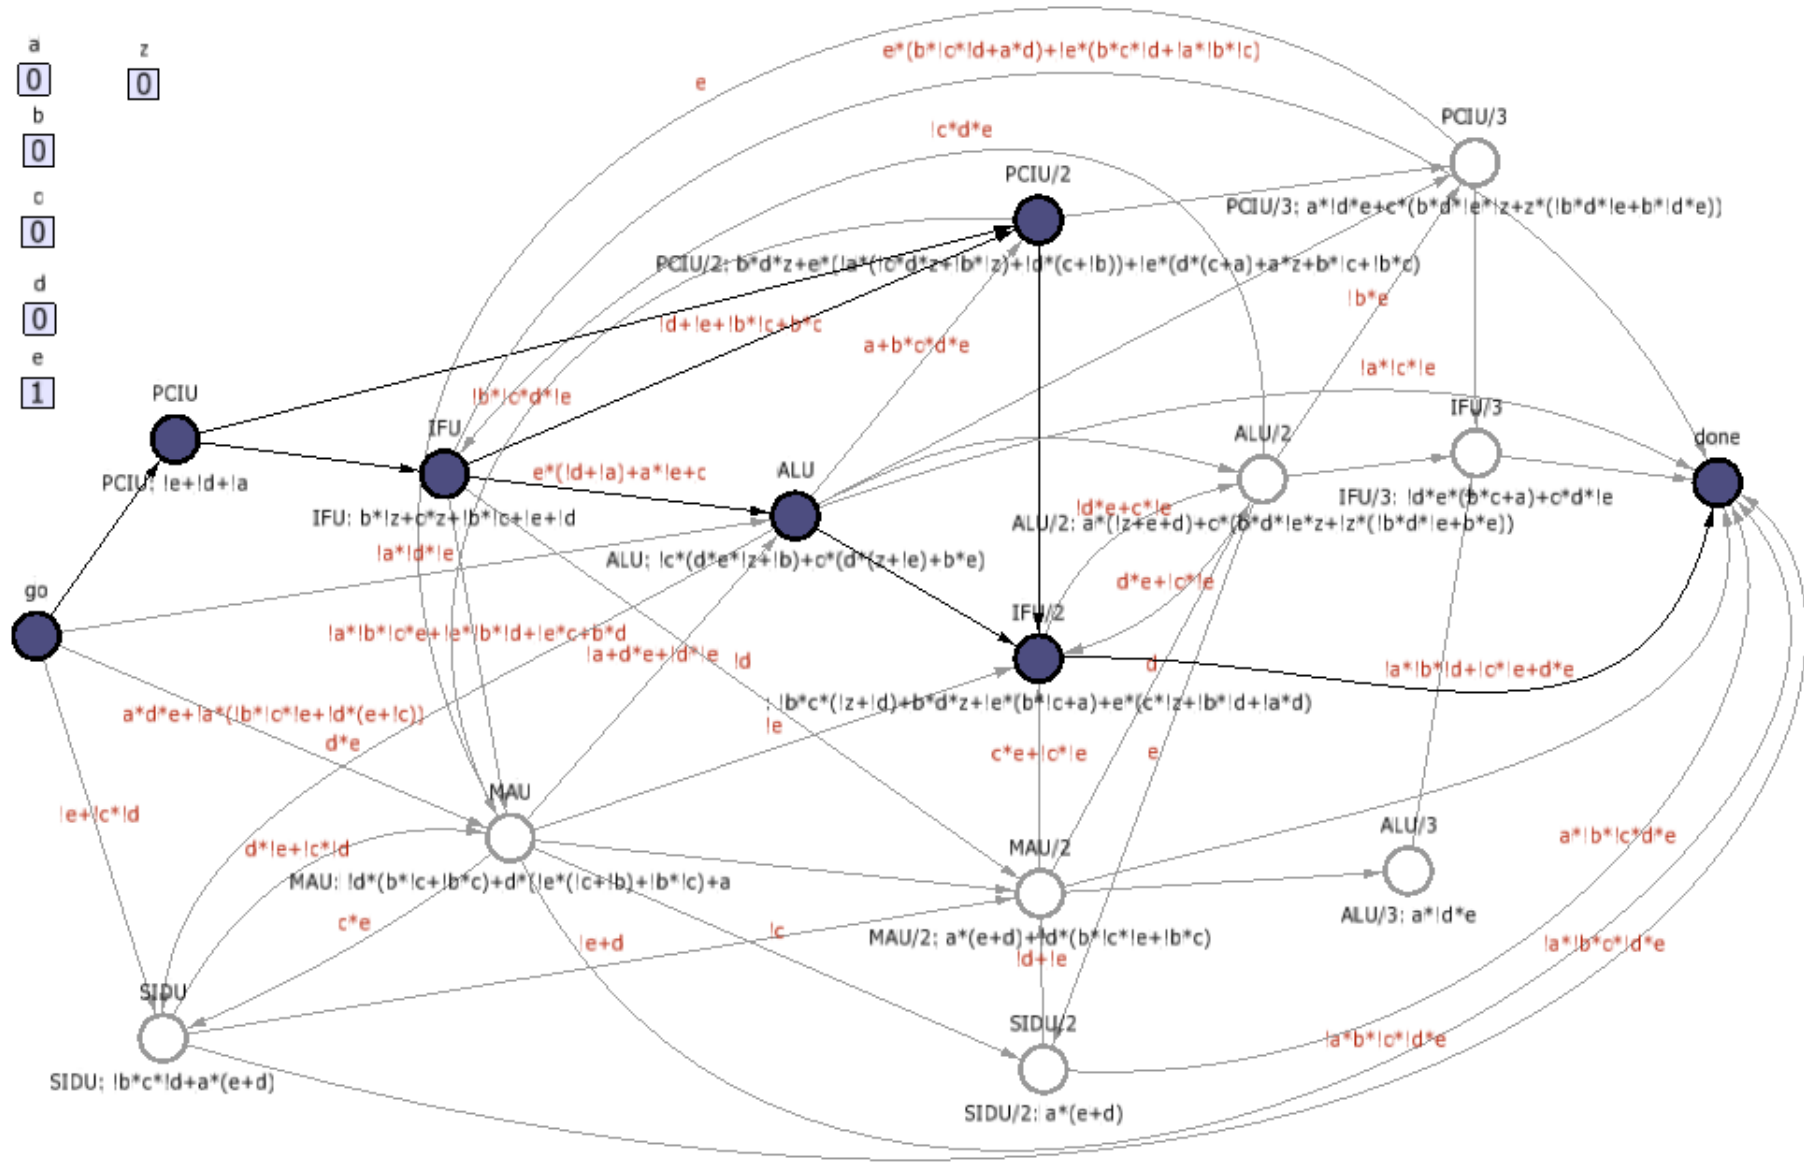 a
z
0
0
b
0
c
0
d
0
e
1
e*(b*!c*!d+a*d)+!e*(b*c*!d+!a*!b*!c)
e
PCIU/3
!c*d*e
PCIU/2
PCIU/3: a*!d*e+c*(b*d*!e*!z+z*(!b*d*!e+b*!d*e))
PCIU/2: b*d*z+e*(!a*(!c*d*z+!b*!z)+!d*(c+!b))+!e*(d*(c+a)+a*z+b*!c+!b*c)
!b*e
!d+!e+!b*!c+b*c
a+b*c*d*e
!a*!c*!e
PCIU
!b*!c*d*!e
IFU/3
IFU
ALU/2
done
ALU
e*(!d+!a)+a*!e+c
PCIU: !e+!d+!a
IFU/3: !d*e*(b*c+a)+c*d*!e
!d*e+c*!e
IFU: b*!z+c*z+!b*!c+!e+!d
ALU/2: a*(!z+e+d)+c*(b*d*!e*z+!z*(!b*d*!e+b*e))
!a*!d*!e
ALU: !c*(d*e*!z+!b)+c*(d*(z+!e)+b*e)
d*e+!c*!e
go
IFU/2
!a*!b*!c*e+!e*!b*!d+!e*c+b*d
!a+d*e+!d*!e
!d
d
!a*!b*!d+!c*!e+d*e
: !b*c*(!z+!d)+b*d*z+!e*(b*!c+a)+e*(c*!z+!b*!d+!a*d)
a*d*e+!a*(!b*!c*!e+!d*(e+!c))
!e
d*e
c*e+!c*!e
e
MAU
!e+!c*!d
ALU/3
a*!b*!c*d*e
d*!e+!c*!d
MAU/2
MAU: !d*(b*!c+!b*c)+d*(!e*(!c+!b)+!b*!c)+a
ALU/3: a*!d*e
c*e
!c
MAU/2: a*(e+d)+!d*(b*!c*!e+!b*c)
!e+d
!a*!b*c*!d*e
!d+!e
SIDU
SIDU/2
!a*b*!c*!d*e
SIDU: !b*c*!d+a*(e+d)
SIDU/2: a*(e+d)